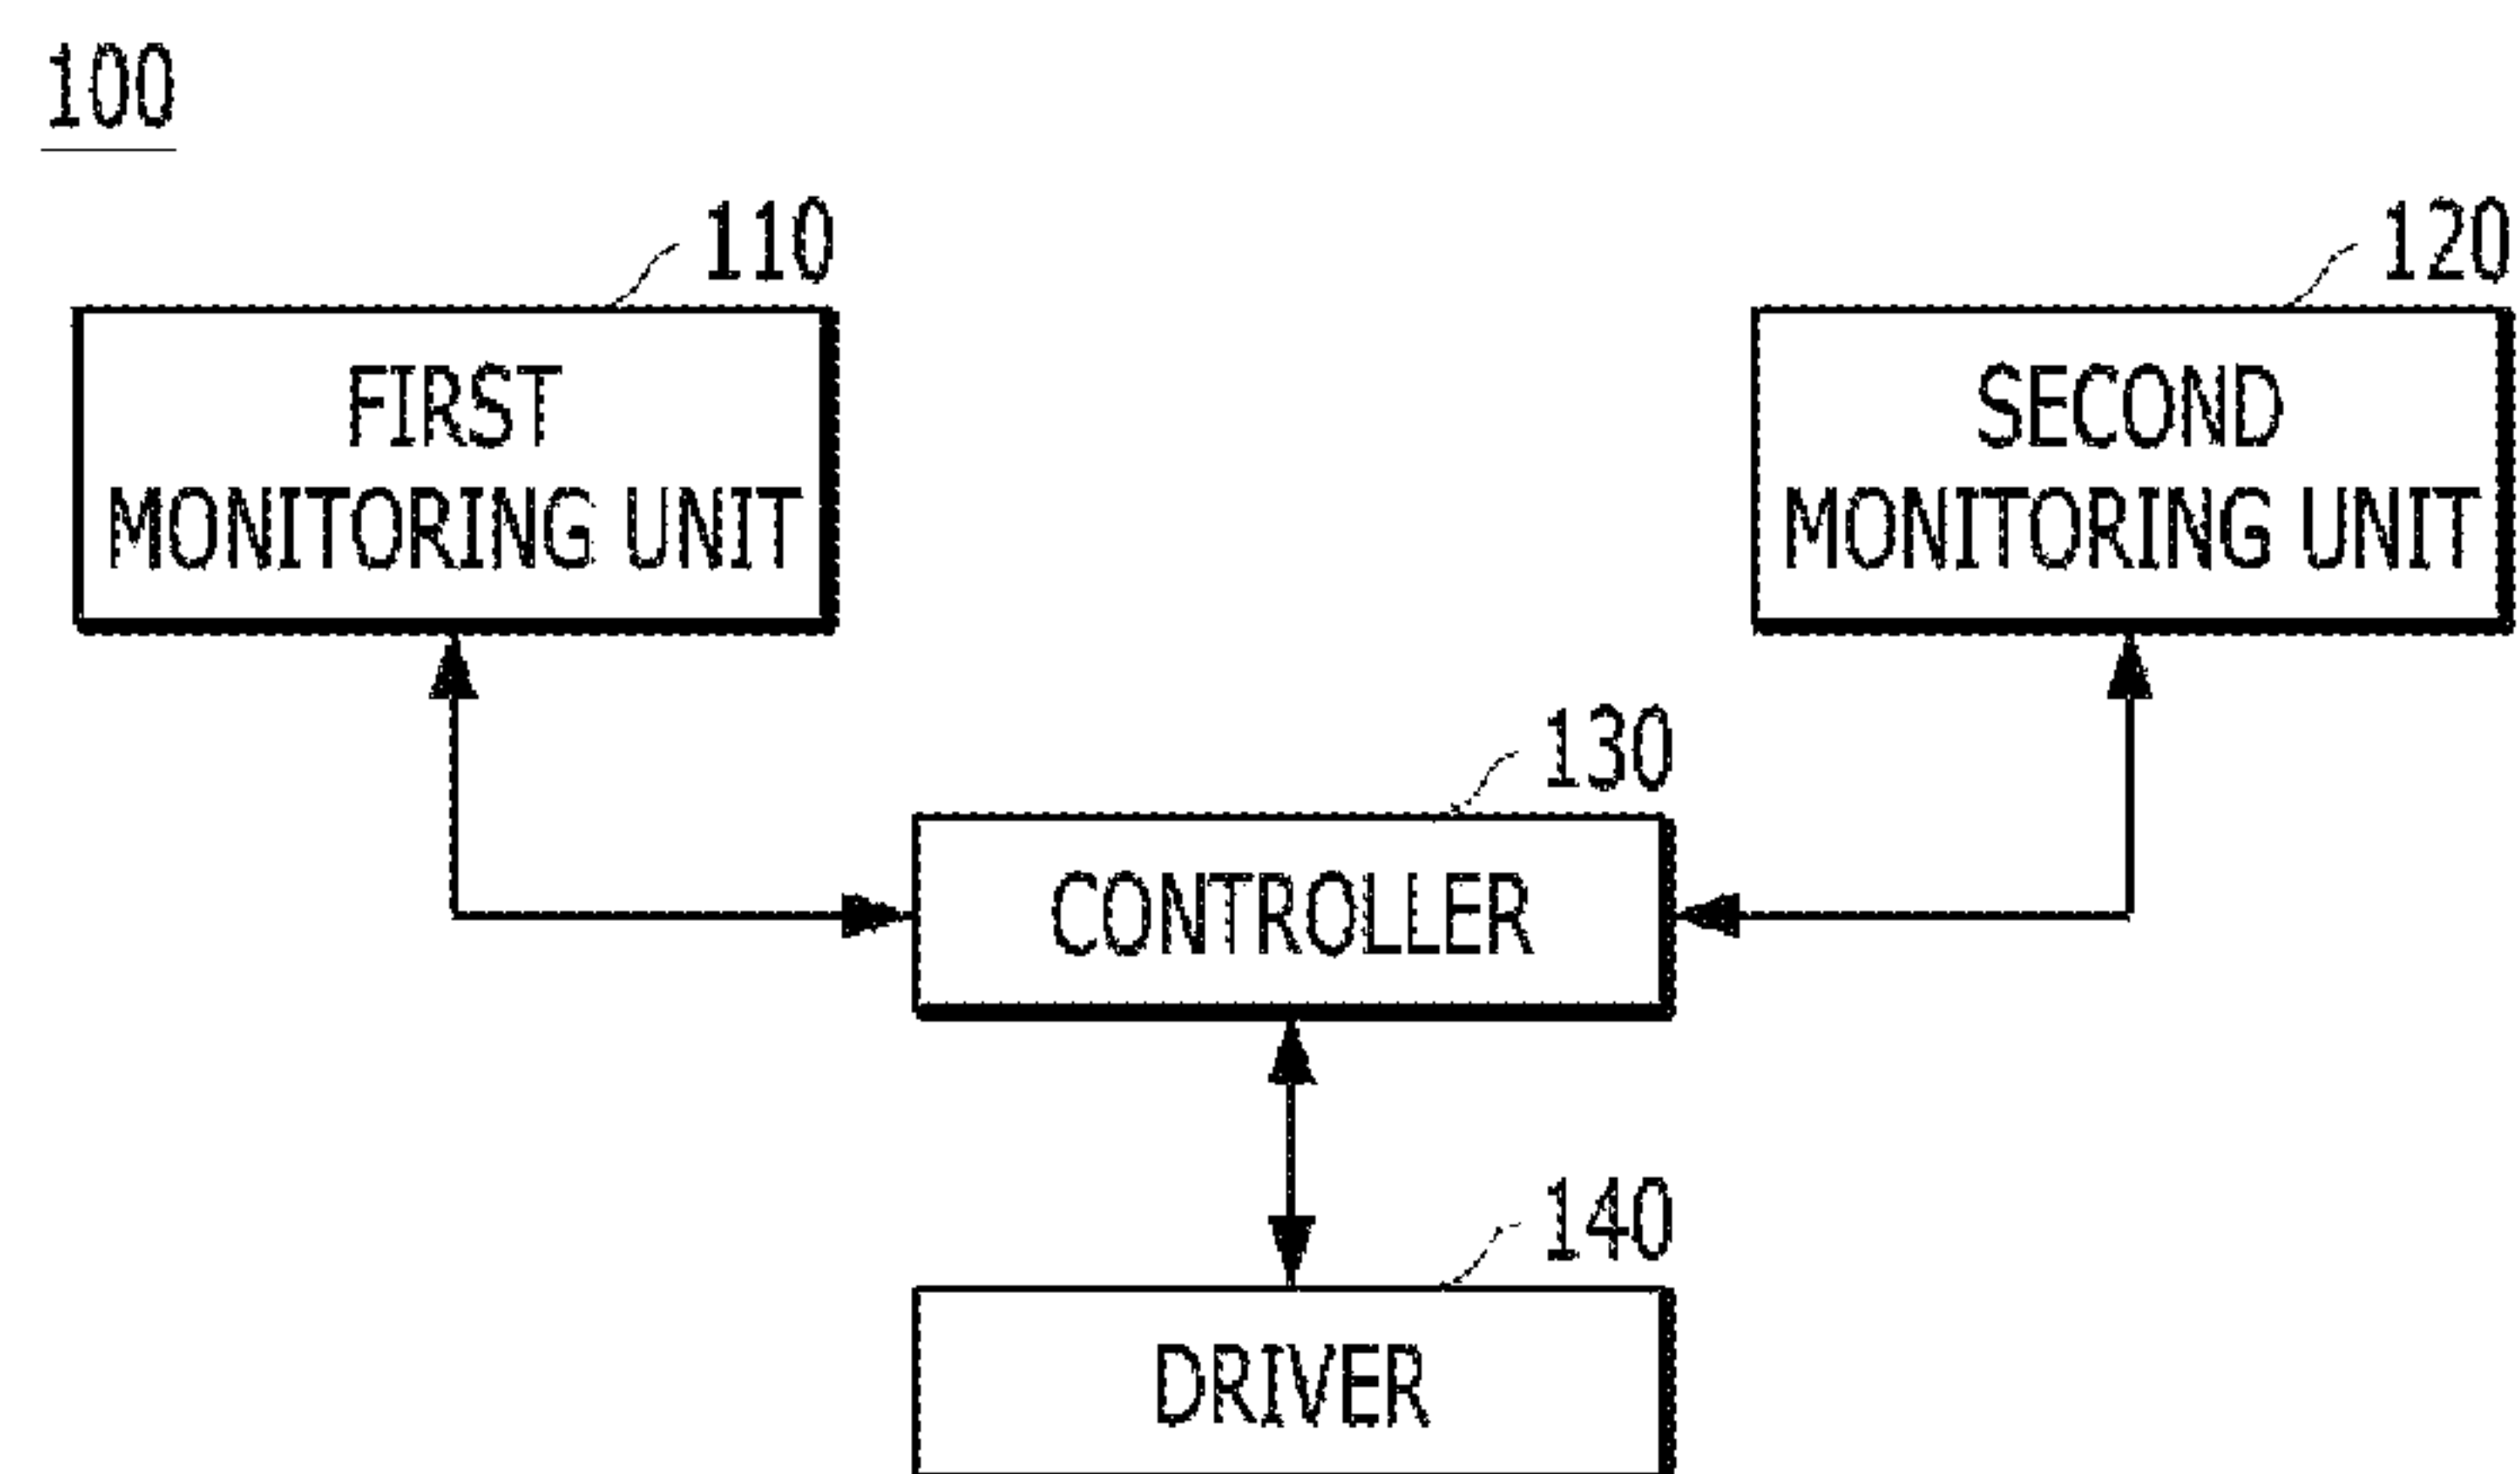 100
110
120
FIRST
MONITORING UNIT
SECOND
MONITORING UNIT
130
CONTROLLER
140
DRIVER